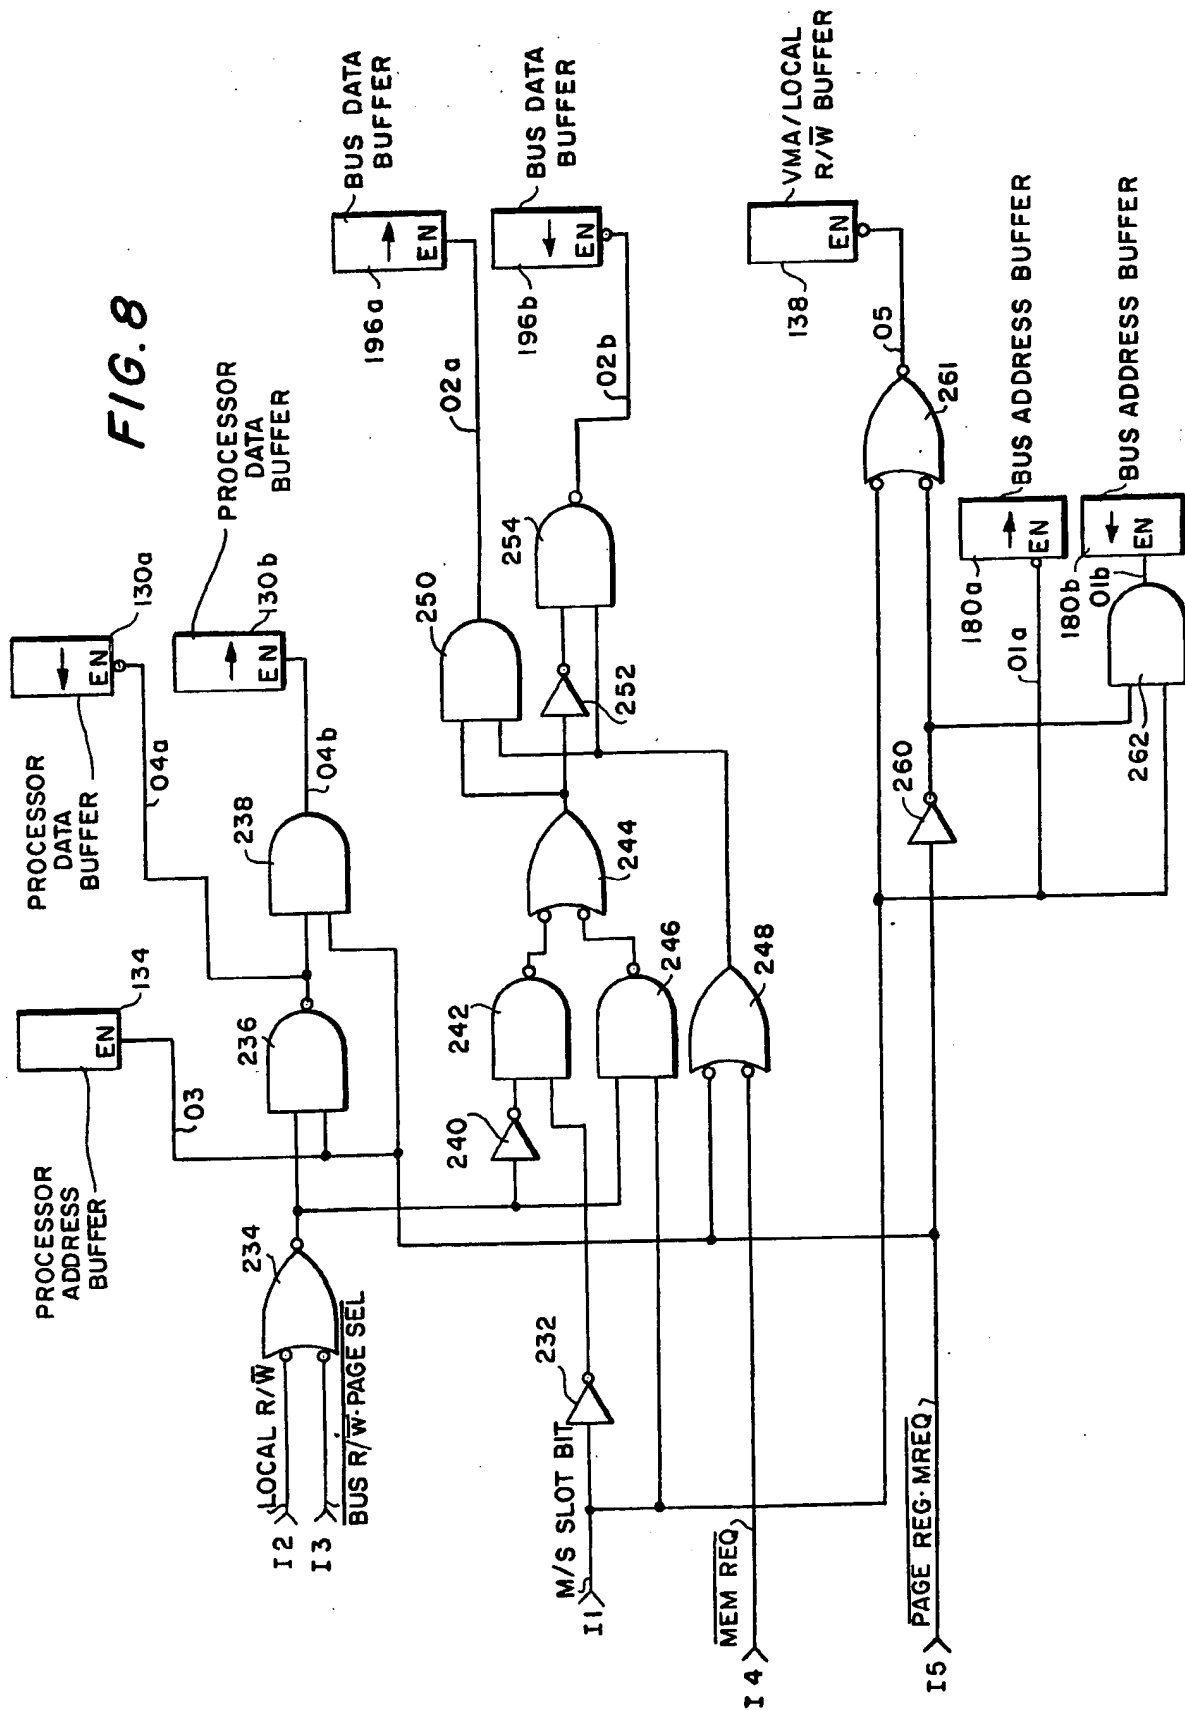 FIG. 8
PROCESSOR
ADDRESS
BUFFER
134
EN
03
PROCESSOR
DATA
BUFFER
130a
EN
04a
PROCESSOR
DATA
BUFFER
130b
EN
04b
BUS DATA
BUFFER
196a
EN
02a
BUS DATA
BUFFER
196b
EN
02b
VMA/LOCAL
R/W̅ BUFFER
138
EN
05
BUS ADDRESS BUFFER
180a
EN
01a
BUS ADDRESS BUFFER
180b
EN
01b
I2
LOCAL R/W̅
I3
BUS R/W̅·PAGE SEL
234
236
238
240
242
244
246
248
250
252
254
I1
M/S SLOT BIT
232
I4
MEM REQ
I5
PAGE REG·MREQ
260
261
262